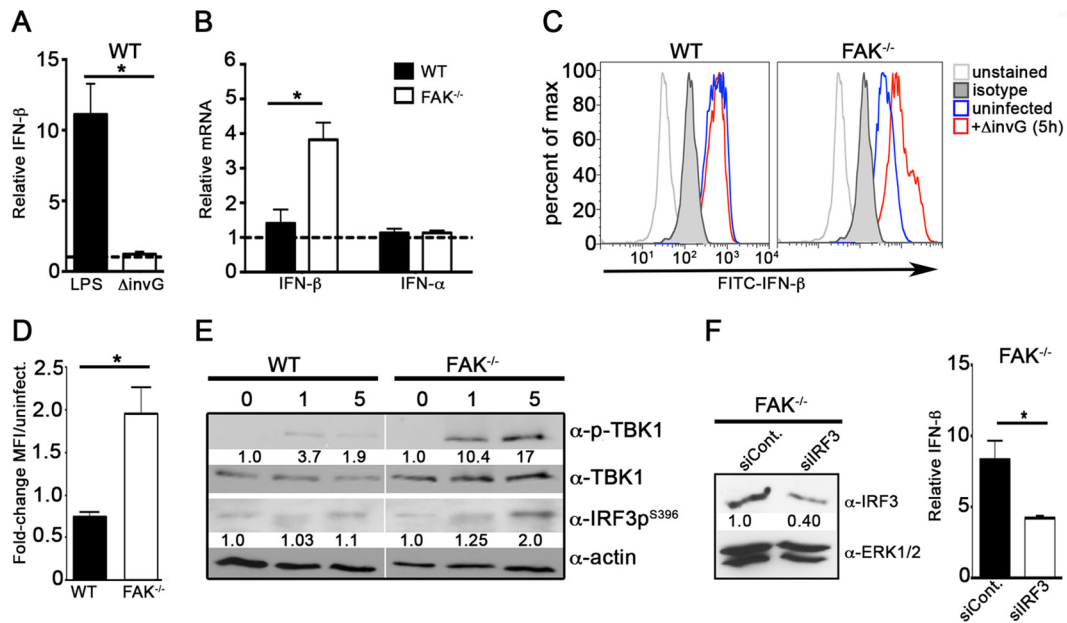 A
WT
*
Relative IFN-β
15
10
5
1
0
LPS ΔinvG
B
Relative mRNA
6
5
4
3
2
1
0
*
WT
FAK-/-
IFN-β IFN-α
C
WT FAK-/-
percent of max
100
80
60
40
20
0
10¹ 10² 10³ 10⁴
FITC-IFN-β
unstained
isotype
uninfected
+ΔinvG (5h)
D
Fold-change MFI/uninfect.
2.5
2.0
1.5
1.0
0.5
0
*
WT FAK-/-
E
WT FAK-/-
0 1 5 0 1 5
α-p-TBK1
1.0 3.7 1.9 1.0 10.4 17
α-TBK1
α-IRF3pS396
1.0 1.03 1.1 1.0 1.25 2.0
α-actin
F
FAK-/-
siCont. siIRF3
α-IRF3
1.0 0.40
α-ERK1/2
FAK-/-
Relative IFN-β
15
10
5
0
*
siCont. siIRF3